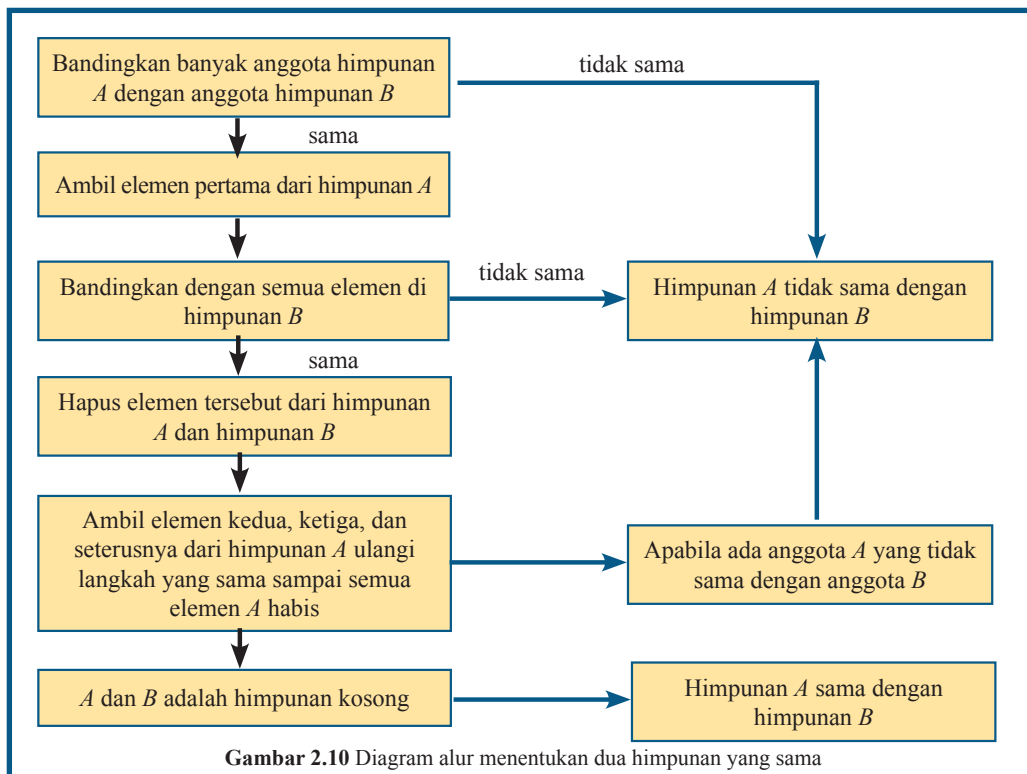 Bandingkan banyak anggota himpunan
A dengan anggota himpunan B
tidak sama
sama
Ambil elemen pertama dari himpunan A
Bandingkan dengan semua elemen di
himpunan B
tidak sama
Himpunan A tidak sama dengan
himpunan B
sama
Hapus elemen tersebut dari himpunan
A dan himpunan B
Ambil elemen kedua, ketiga, dan
seterusnya dari himpunan A ulangi
langkah yang sama sampai semua
elemen A habis
Apabila ada anggota A yang tidak
sama dengan anggota B
A dan B adalah himpunan kosong
Himpunan A sama dengan
himpunan B
Gambar 2.10 Diagram alur menentukan dua himpunan yang sama